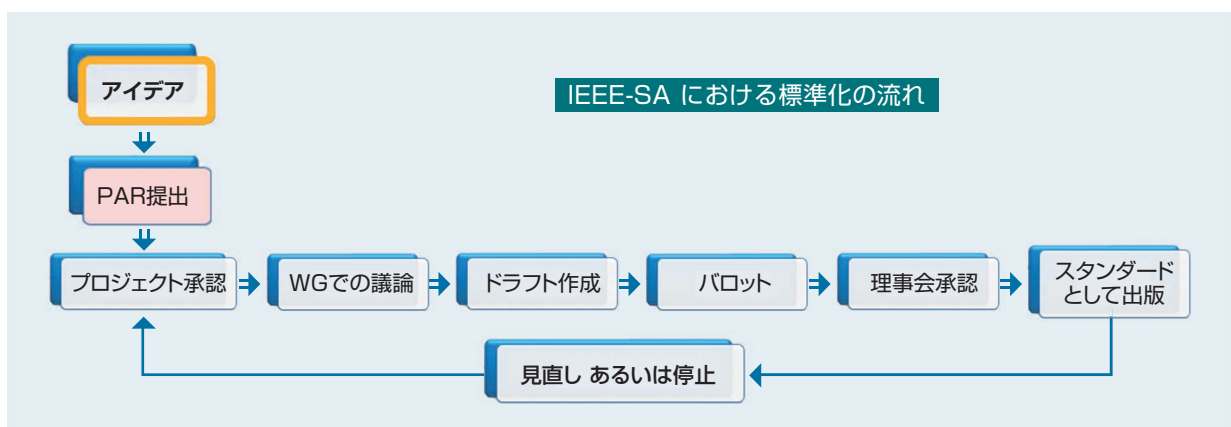 アイデア
IEEE-SA における標準化の流れ
PAR提出
プロジェクト承認
WGでの議論
ドラフト作成
バロット
理事会承認
スタンダード
として出版
見直し あるいは停止